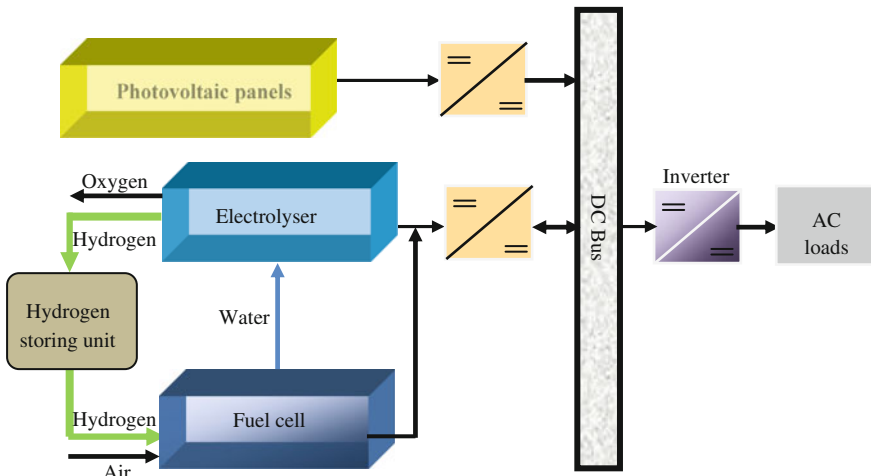 Photovoltaic panels
Oxygen
Electrolyser
Hydrogen
Hydrogen
storing unit
Water
Hydrogen
Fuel cell
Air
DC Bus
Inverter
AC
loads